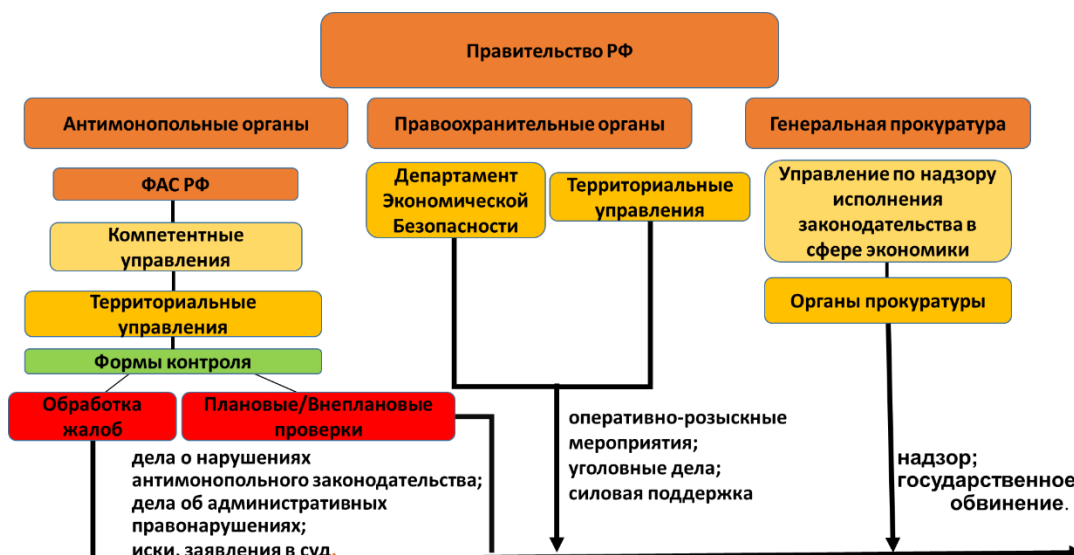 Правительство РФ
Антимонопольные органы
Правоохранительные органы
Генеральная прокуратура
ФАС РФ
Компетентные
управления
Территориальные
управления
Формы контроля
Обработка
жалоб
Плановые/Внеплановые
проверки
дела о нарушениях
антимонопольного законодательства;
дела об административных
правонарушениях;
иски, заявления в суд.
Департамент
Экономической
Безопасности
Территориальные
управления
оперативно-розыскные
мероприятия;
уголовные дела;
силовая поддержка
Управление по надзору
исполнения
законодательства в
сфере экономики
Органы прокуратуры
надзор;
государственное
обвинение.